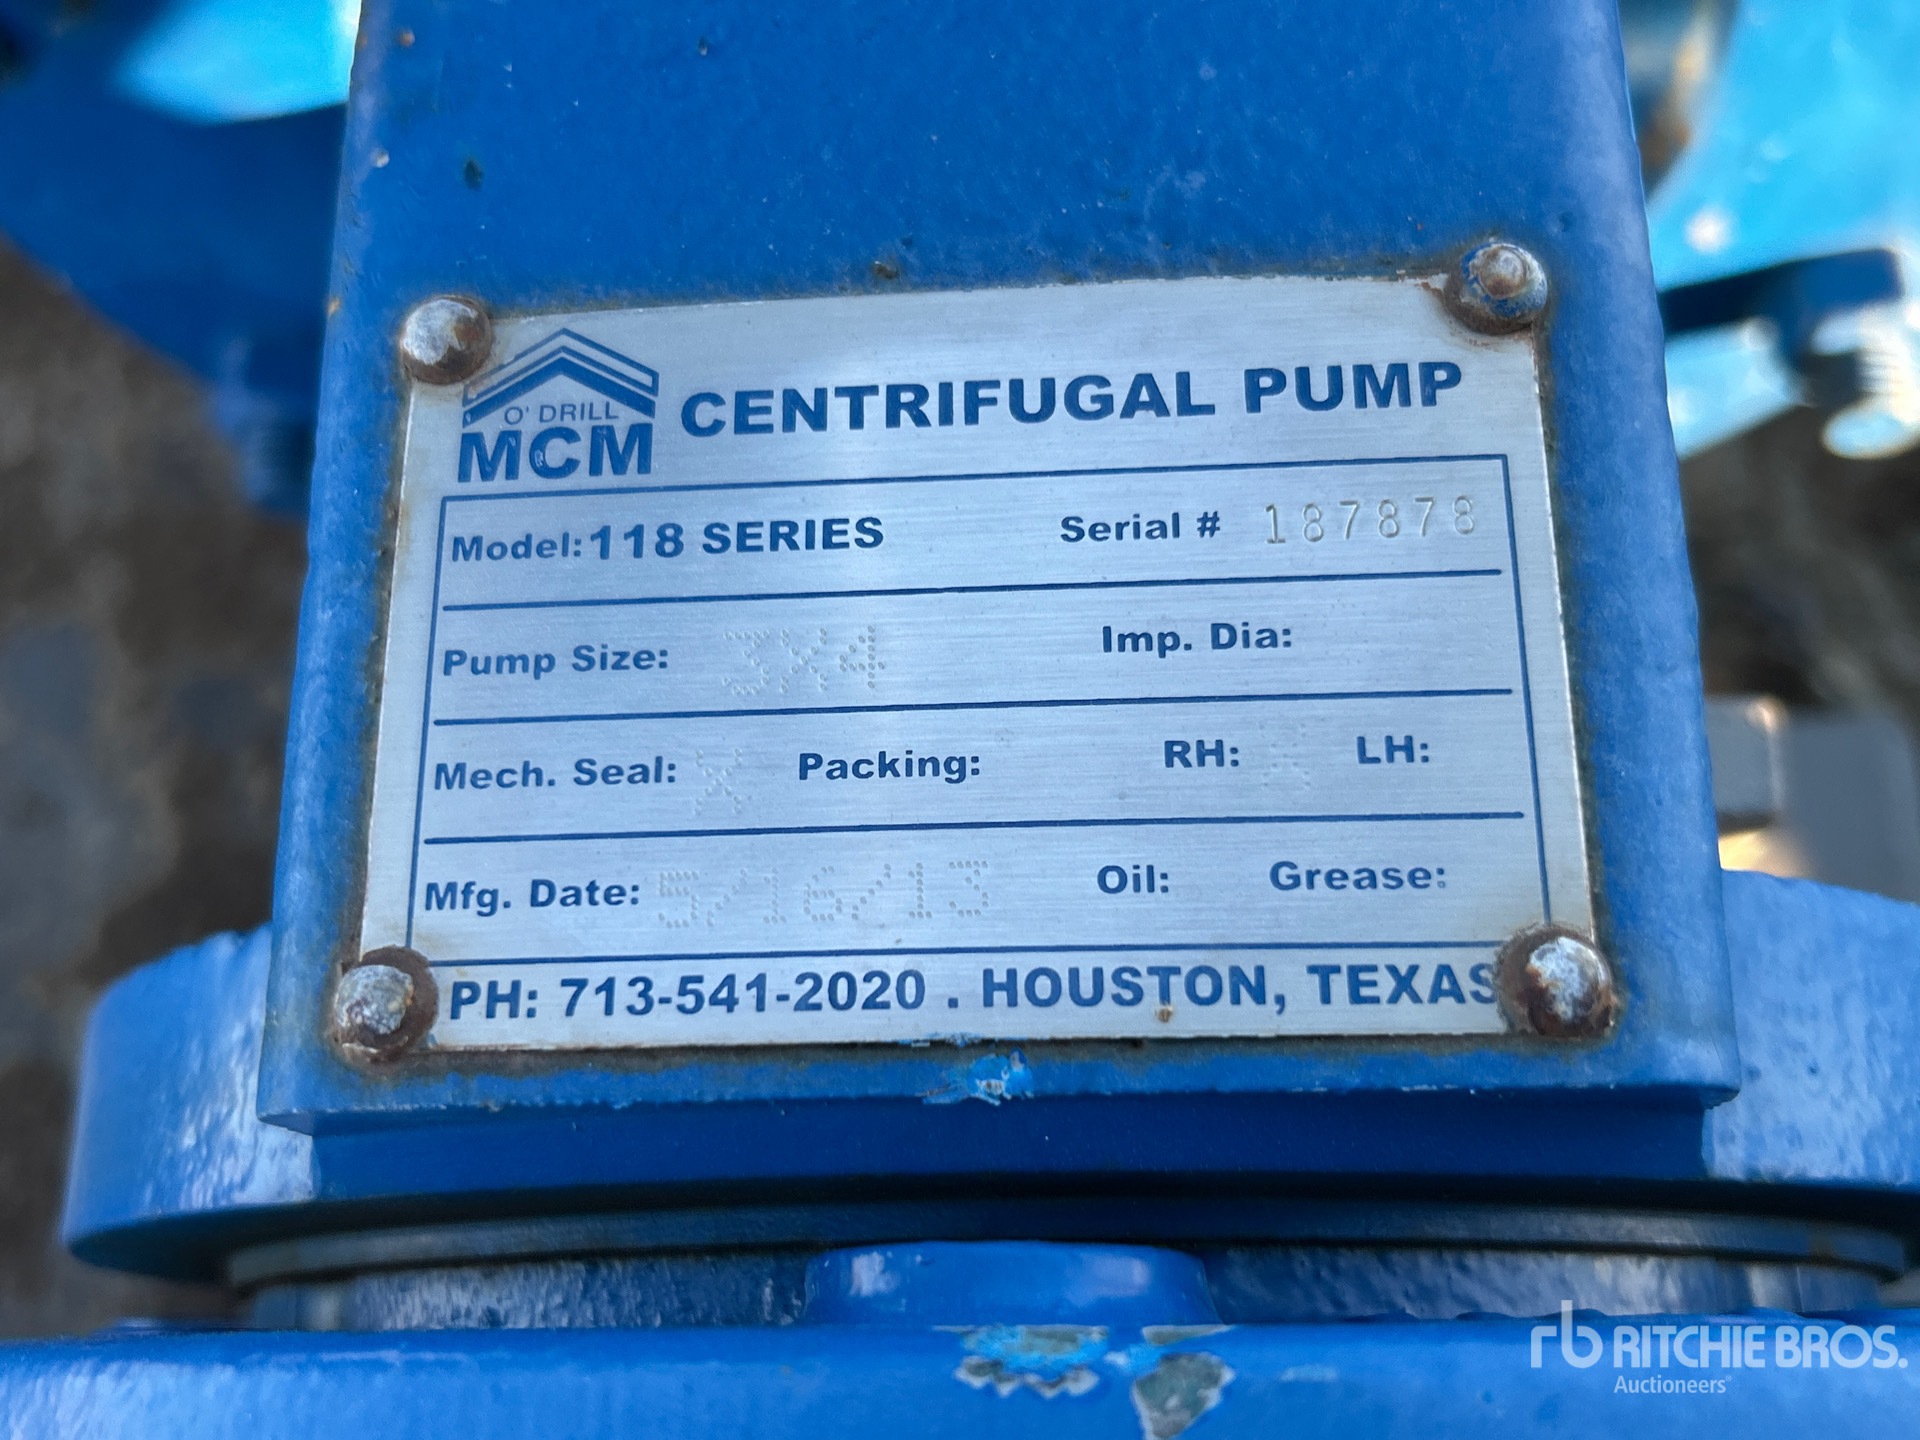 O' DRILL
MCM CENTRIFUGAL PUMP
Model: 118 SERIES Serial # 187878
Pump Size: 3X4 Imp. Dia:
Mech. Seal: X Packing: RH: X LH:
Mfg. Date: 5/16/13 Oil: Grease:
PH: 713-541-2020 . HOUSTON, TEXAS
rb RITCHIE BROS.
Auctioneers